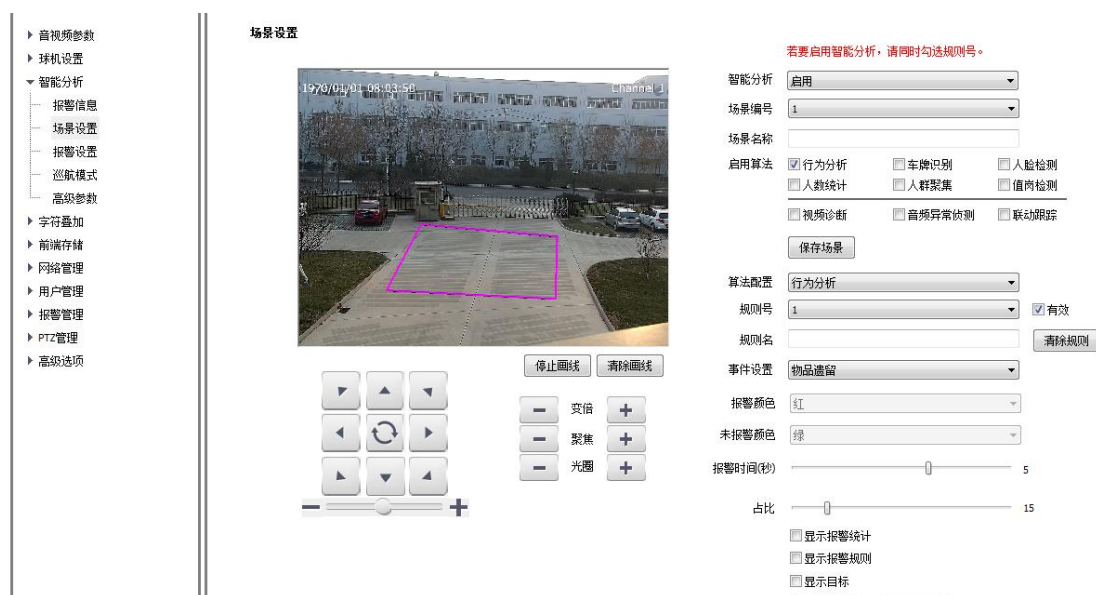 音视频参数
球机设置
智能分析
报警信息
场景设置
报警设置
巡航模式
高级参数
字符叠加
前端存储
网络管理
用户管理
报警管理
PTZ管理
高级选项
场景设置
1970/01/01 08:03:50
Channel 1
停止画线
清除画线
变倍
聚焦
光圈
若要启用智能分析，请同时勾选规则号。
智能分析 启用
场景编号 1
场景名称
启用算法 行为分析 车牌识别 人脸检测
人数统计 人群聚集 值岗检测
视频诊断 音频异常侦测 联动跟踪
保存场景
算法配置 行为分析
规则号 1 有效
规则名 清除规则
事件设置 物品遗留
报警颜色 红
未报警颜色 绿
报警时间(秒) 5
占比 15
显示报警统计
显示报警规则
显示目标